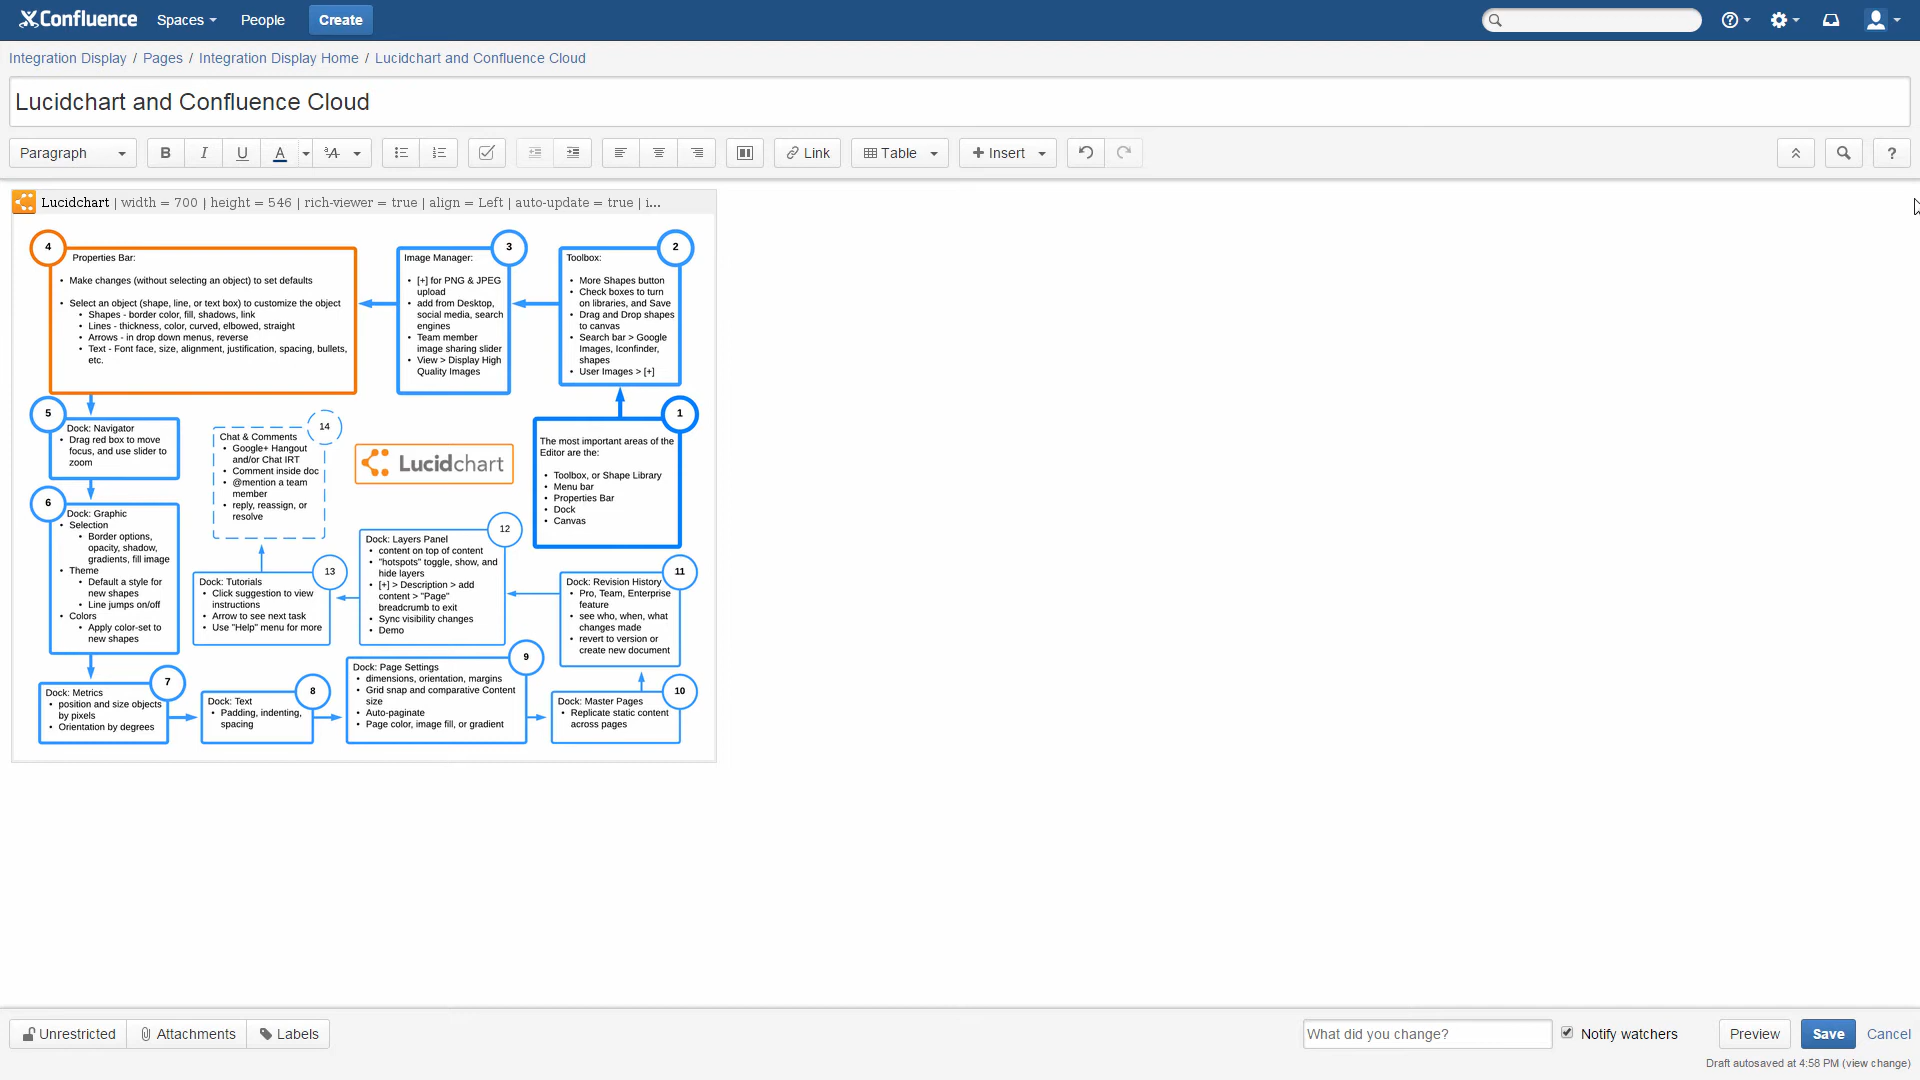 Confluence Spaces People Create
Integration Display / Pages / Integration Display Home / Lucidchart and Confluence Cloud
Lucidchart and Confluence Cloud
Paragraph B I U A A Link Table + Insert ?
Lucidchart | width = 700 | height = 546 | rich-viewer = true | align = Left | auto-update = true | i...
4
Properties Bar:
• Make changes (without selecting an object) to set defaults
• Select an object (shape, line, or text box) to customize the object
• Shapes - border color, fill, shadows, link
• Lines - thickness, color, curved, elbowed, straight
• Arrows - in drop down menus, reverse
• Text - Font face, size, alignment, justification, spacing, bullets,
etc.
3
Image Manager:
• [+] for PNG & JPEG
upload
• add from Desktop,
social media, search
engines
• Team member
image sharing slider
• View > Display High
Quality Images
2
Toolbox:
• More Shapes button
• Check boxes to turn
on libraries, and Save
• Drag and Drop shapes
to canvas
• Search bar > Google
Images, Iconfinder,
shapes
• User Images > [+]
5
Dock: Navigator
• Drag red box to move
focus, and use slider to
zoom
14
Chat & Comments
• Google+ Hangout
and/or Chat IRT
• Comment inside doc
• @mention a team
member
• reply, reassign, or
resolve
Lucidchart
1
The most important areas of the
Editor are the:
• Toolbox, or Shape Library
• Menu bar
• Properties Bar
• Dock
• Canvas
6
Dock: Graphic
• Selection
• Border options,
opacity, shadow,
gradients, fill image
• Theme
• Default a style for
new shapes
• Line jumps on/off
• Colors
• Apply color-set to
new shapes
13
Dock: Tutorials
• Click suggestion to view
instructions
• Arrow to see next task
• Use "Help" menu for more
12
Dock: Layers Panel
• content on top of content
• "hotspots" toggle, show, and
hide layers
• [+] > Description > add
content > "Page"
breadcrumb to exit
• Sync visibility changes
• Demo
11
Dock: Revision History
• Pro, Team, Enterprise
feature
• see who, when, what
changes made
• revert to version or
create new document
7
Dock: Metrics
• position and size objects
by pixels
• Orientation by degrees
8
Dock: Text
• Padding, indenting,
spacing
9
Dock: Page Settings
• dimensions, orientation, margins
• Grid snap and comparative Content
size
• Auto-paginate
• Page color, image fill, or gradient
10
Dock: Master Pages
• Replicate static content
across pages
Unrestricted Attachments Labels What did you change? Notify watchers Preview Save Cancel
Draft autosaved at 4:58 PM (view change)